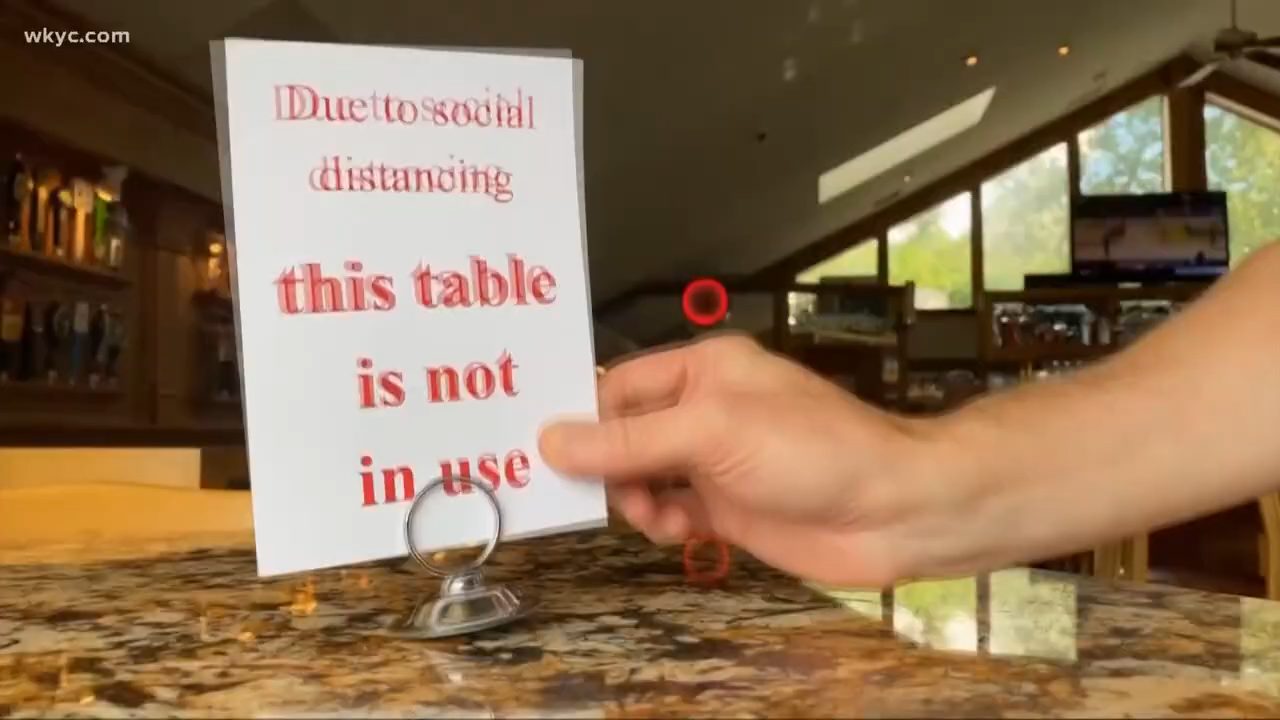 wkyc.com
Due to social
distancing
this table
is not
in use